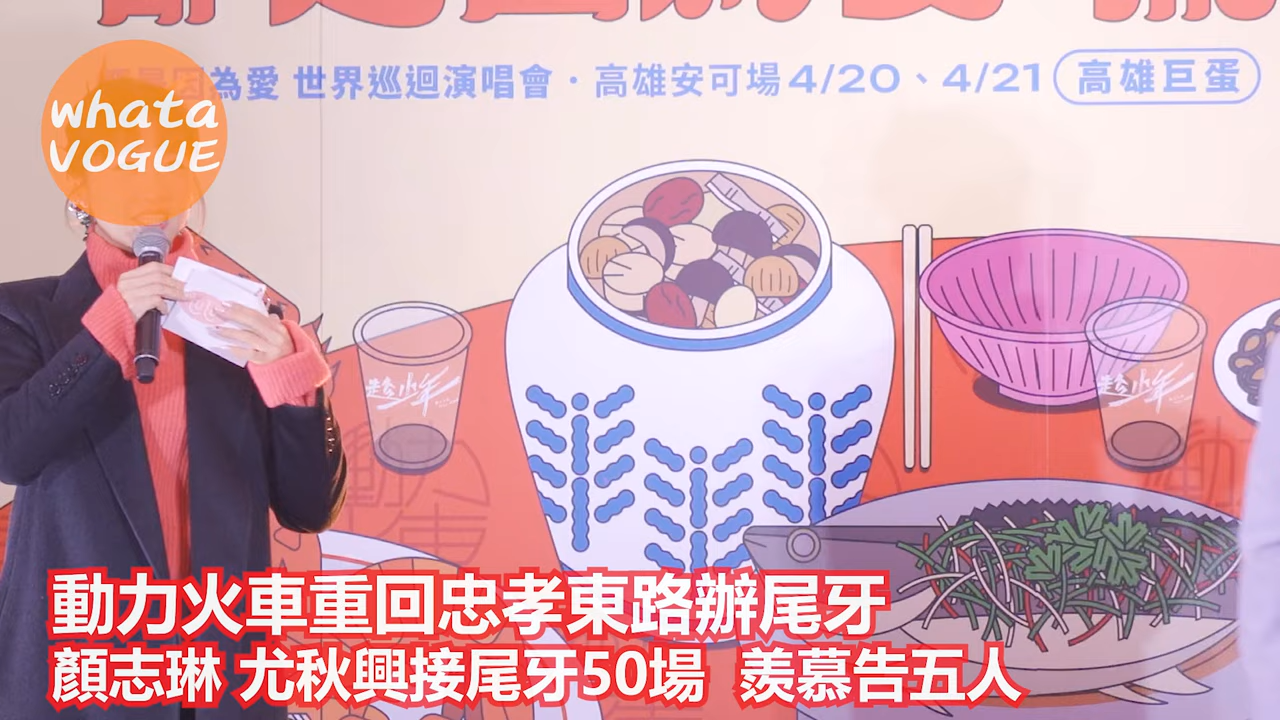 都是因為愛 世界巡迴演唱會・高雄安可場4/20、4/21 高雄巨蛋
whata
VOGUE
動力火車重回忠孝東路辦尾牙
顏志琳 尤秋興接尾牙50場 羨慕告五人